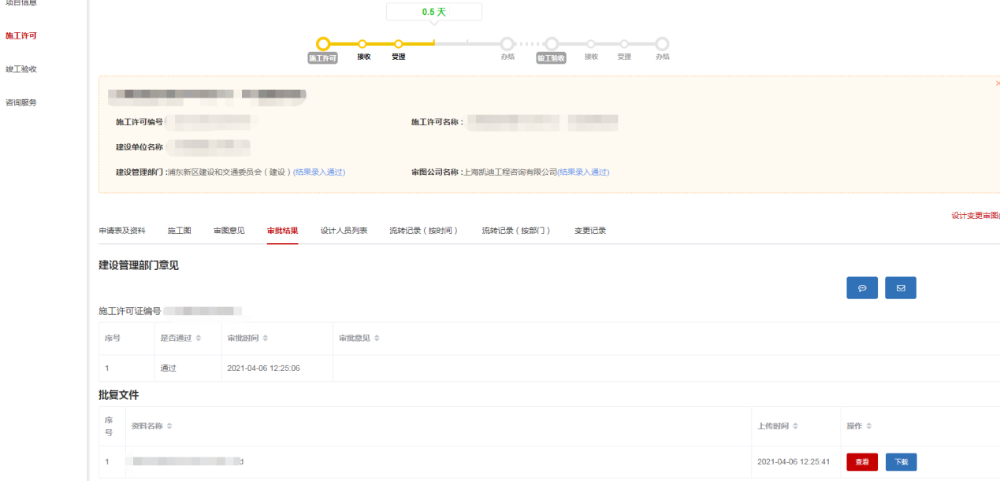 项目信息
0.5 天
施工许可
施工许可 接收 受理 办结 竣工验收 接收 受理 办结
竣工验收
咨询服务
施工许可编号
施工许可名称：
建设单位名称
建设管理部门 :浦东新区建设和交通委员会（建设）(结果录入通过)
审图公司名称 :上海凯迪工程咨询有限公司(结果录入通过)
设计变更审图
申请表及资料 施工图 审图意见 审批结果 设计人员列表 流转记录（按时间） 流转记录（按部门） 变更记录
建设管理部门意见
施工许可证编号
序号 是否通过 审批时间 审批意见
1 通过 2021-04-06 12:25:06
批复文件
序号 资料名称 上传时间 操作
1 2021-04-06 12:25:41 查看 下载